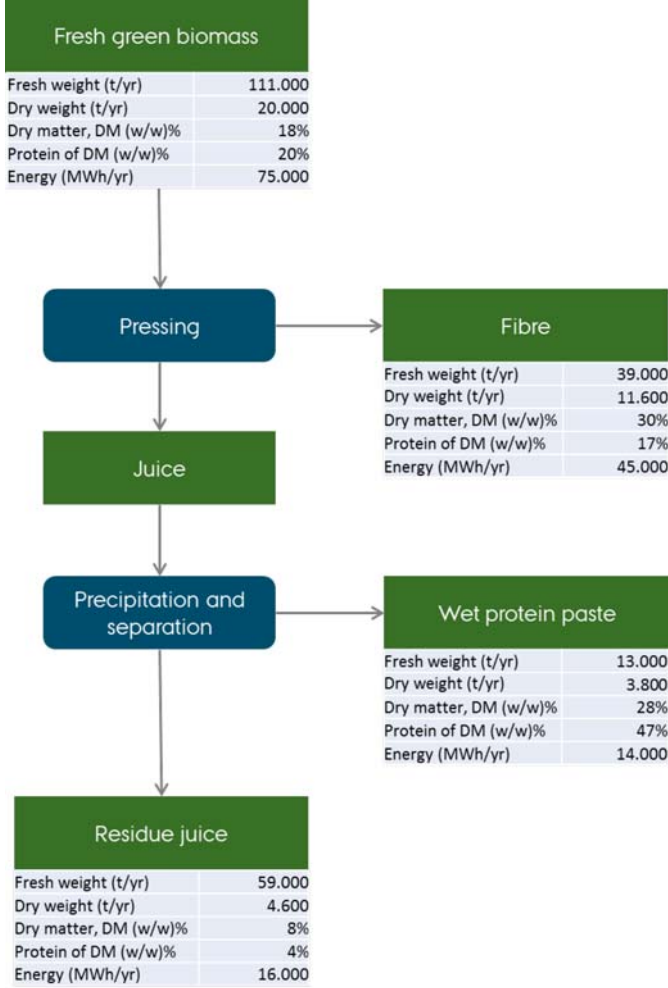 Fresh green biomass
Fresh weight (t/yr) 111.000
Dry weight (t/yr) 20.000
Dry matter, DM (w/w)% 18%
Protein of DM (w/w)% 20%
Energy (MWh/yr) 75.000
Pressing
Fibre
Fresh weight (t/yr) 39.000
Dry weight (t/yr) 11.600
Dry matter, DM (w/w)% 30%
Protein of DM (w/w)% 17%
Energy (MWh/yr) 45.000
Juice
Precipitation and
separation
Wet protein paste
Fresh weight (t/yr) 13.000
Dry weight (t/yr) 3.800
Dry matter, DM (w/w)% 28%
Protein of DM (w/w)% 47%
Energy (MWh/yr) 14.000
Residue juice
Fresh weight (t/yr) 59.000
Dry weight (t/yr) 4.600
Dry matter, DM (w/w)% 8%
Protein of DM (w/w)% 4%
Energy (MWh/yr) 16.000